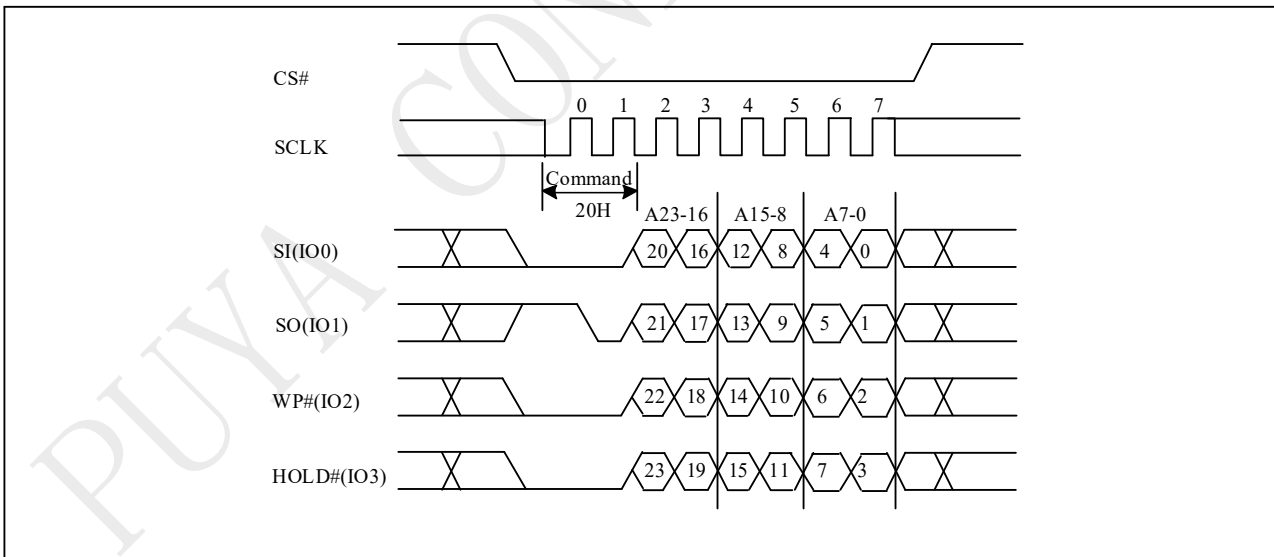 PUYA CON
CS#
0 1 2 3 4 5 6 7
SCLK
Command
20H
A23-16 A15-8 A7-0
SI(IO0) 20 16 12 8 4 0
SO(IO1) 21 17 13 9 5 1
WP#(IO2) 22 18 14 10 6 2
HOLD#(IO3) 23 19 15 11 7 3